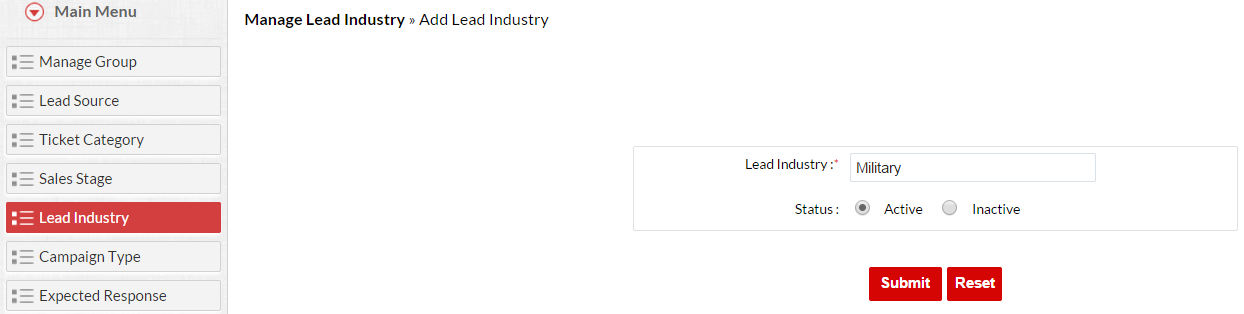 Main Menu
Manage Group
Lead Source
Ticket Category
Sales Stage
Lead Industry
Campaign Type
Expected Response
Manage Lead Industry » Add Lead Industry
Lead Industry :* Military
Status : Active Inactive
Submit Reset